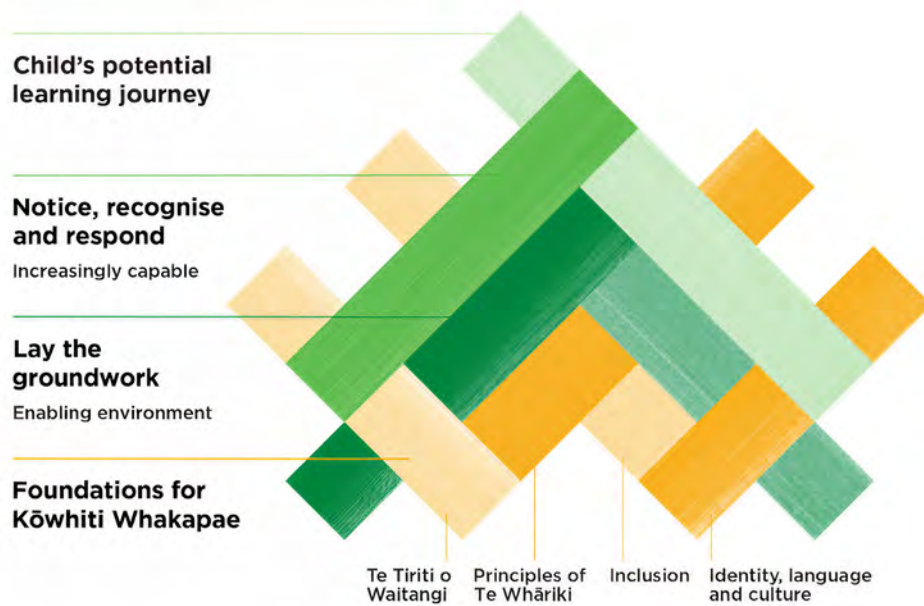 Child's potential
learning journey
Notice, recognise
and respond
Increasingly capable
Lay the
groundwork
Enabling environment
Foundations for
Kōwhiti Whakapae
Te Tiriti o
Waitangi
Principles of
Te Whāriki
Inclusion
Identity, language
and culture